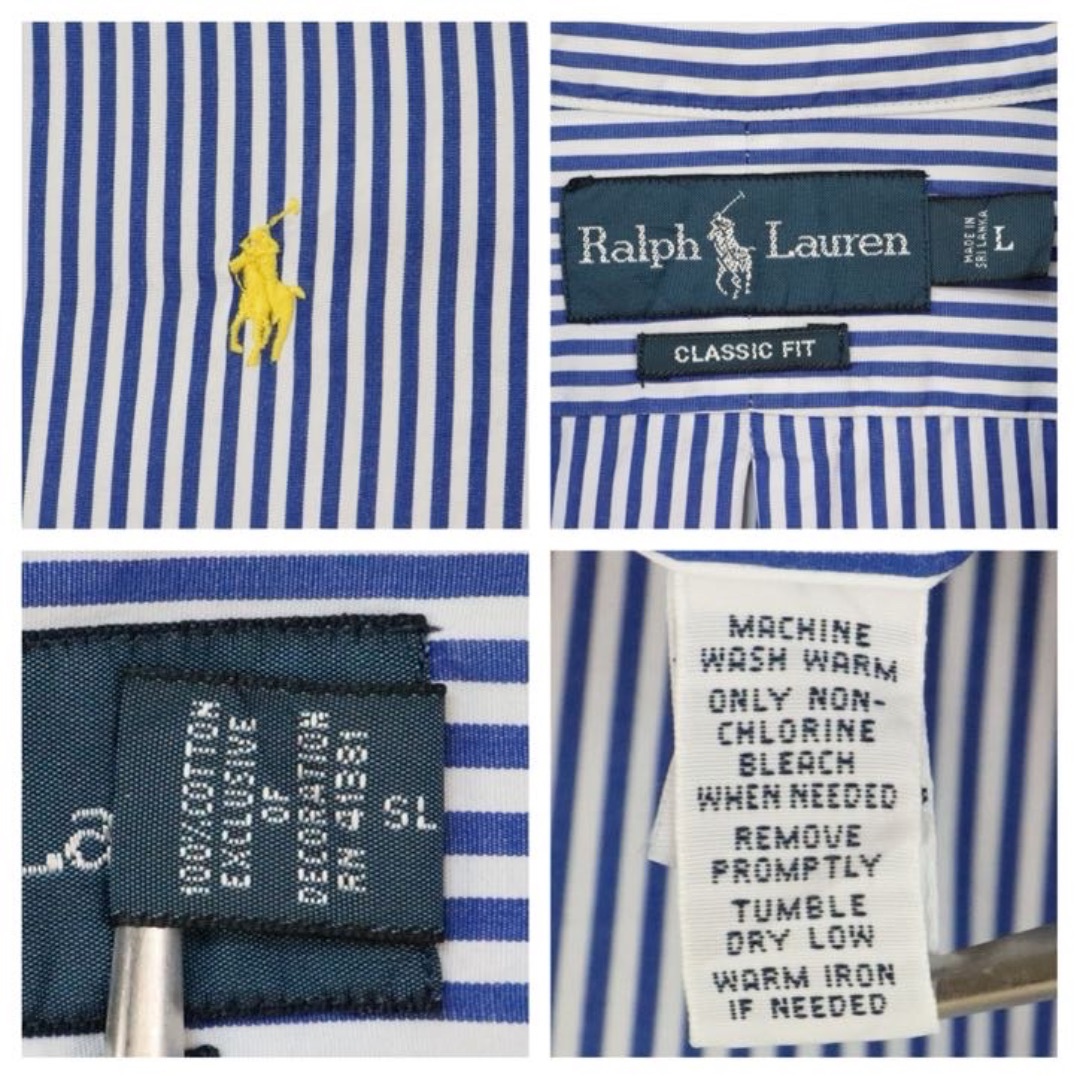 Ralph Lauren
MADE IN
SRI LANKA
L
CLASSIC FIT
100% COTTON
EXCLUSIVE
OF
DECORATION
RN 41381
SL
MACHINE
WASH WARM
ONLY NON-
CHLORINE
BLEACH
WHEN NEEDED
REMOVE
PROMPTLY
TUMBLE
DRY LOW
WARM IRON
IF NEEDED